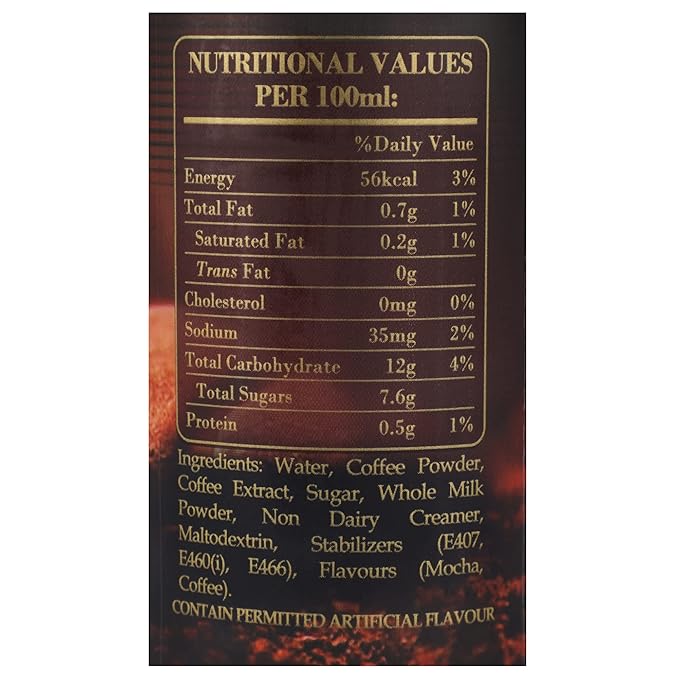 NUTRITIONAL VALUES
PER 100ml:
%Daily Value
Energy 56kcal 3%
Total Fat 0.7g 1%
Saturated Fat 0.2g 1%
Trans Fat 0g
Cholesterol 0mg 0%
Sodium 35mg 2%
Total Carbohydrate 12g 4%
Total Sugars 7.6g
Protein 0.5g 1%
Ingredients: Water, Coffee Powder,
Coffee Extract, Sugar, Whole Milk
Powder, Non Dairy Creamer,
Maltodextrin, Stabilizers (E407,
E460(i), E466), Flavours (Mocha,
Coffee).
CONTAIN PERMITTED ARTIFICIAL FLAVOUR